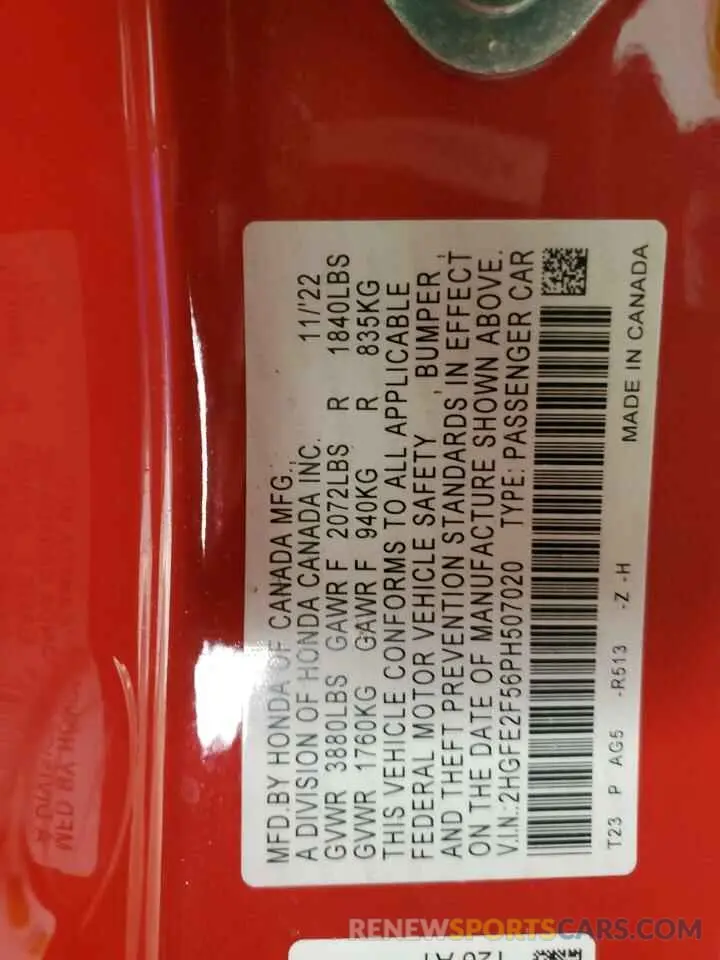 MFD.BY HONDA OF CANADA MFG.,
A DIVISION OF HONDA CANADA INC. 11/'22
GVWR 3880LBS GAWR F 2072LBS R 1840LBS
GVWR 1760KG GAWR F 940KG R 835KG
THIS VEHICLE CONFORMS TO ALL APPLICABLE
FEDERAL MOTOR VEHICLE SAFETY , BUMPER ,
AND THEFT PREVENTION STANDARDS IN EFFECT
ON THE DATE OF MANUFACTURE SHOWN ABOVE.
V.I.N.:2HGFE2F56PH507020 TYPE: PASSENGER CAR
T23 P AG5 -R513 -Z -H MADE IN CANADA
RENEWSPORTSCARS.COM